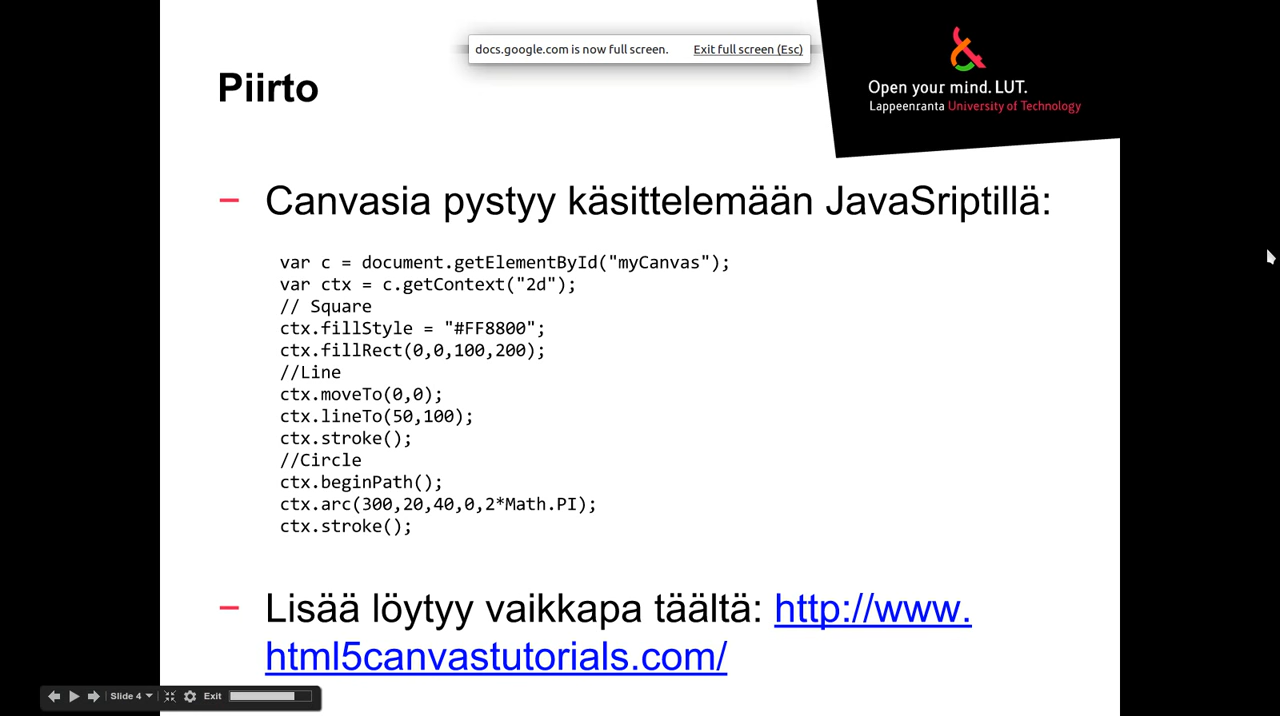 docs.google.com is now full screen. Exit full screen (Esc)
Piirto
Open your mind. LUT.
Lappeenranta University of Technology
– Canvasia pystyy käsittelemään JavaSriptillä:
var c = document.getElementById("myCanvas");
var ctx = c.getContext("2d");
// Square
ctx.fillStyle = "#FF8800";
ctx.fillRect(0,0,100,200);
//Line
ctx.moveTo(0,0);
ctx.lineTo(50,100);
ctx.stroke();
//Circle
ctx.beginPath();
ctx.arc(300,20,40,0,2*Math.PI);
ctx.stroke();
– Lisää löytyy vaikkapa täältä: http://www.
html5canvastutorials.com/
Slide 4 Exit